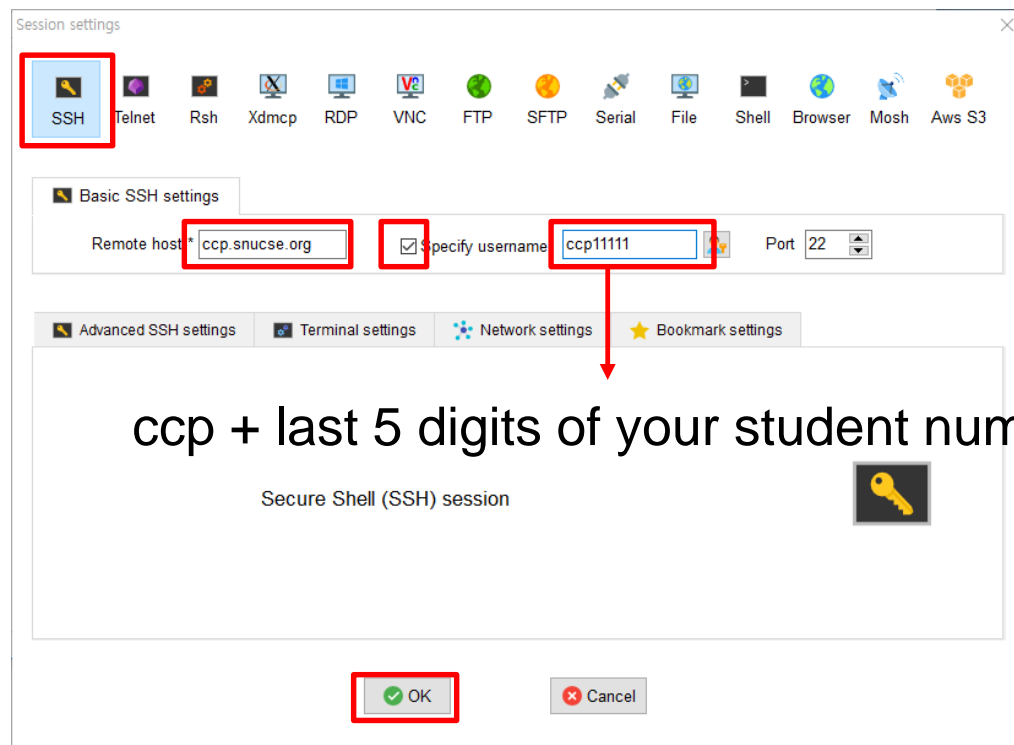 Session settings
SSH Telnet Rsh Xdmcp RDP VNC FTP SFTP Serial File Shell Browser Mosh Aws S3
Basic SSH settings
Remote host * ccp.snucse.org Specify username ccp11111 Port 22
Advanced SSH settings Terminal settings Network settings Bookmark settings
ccp + last 5 digits of your student num
Secure Shell (SSH) session
OK Cancel